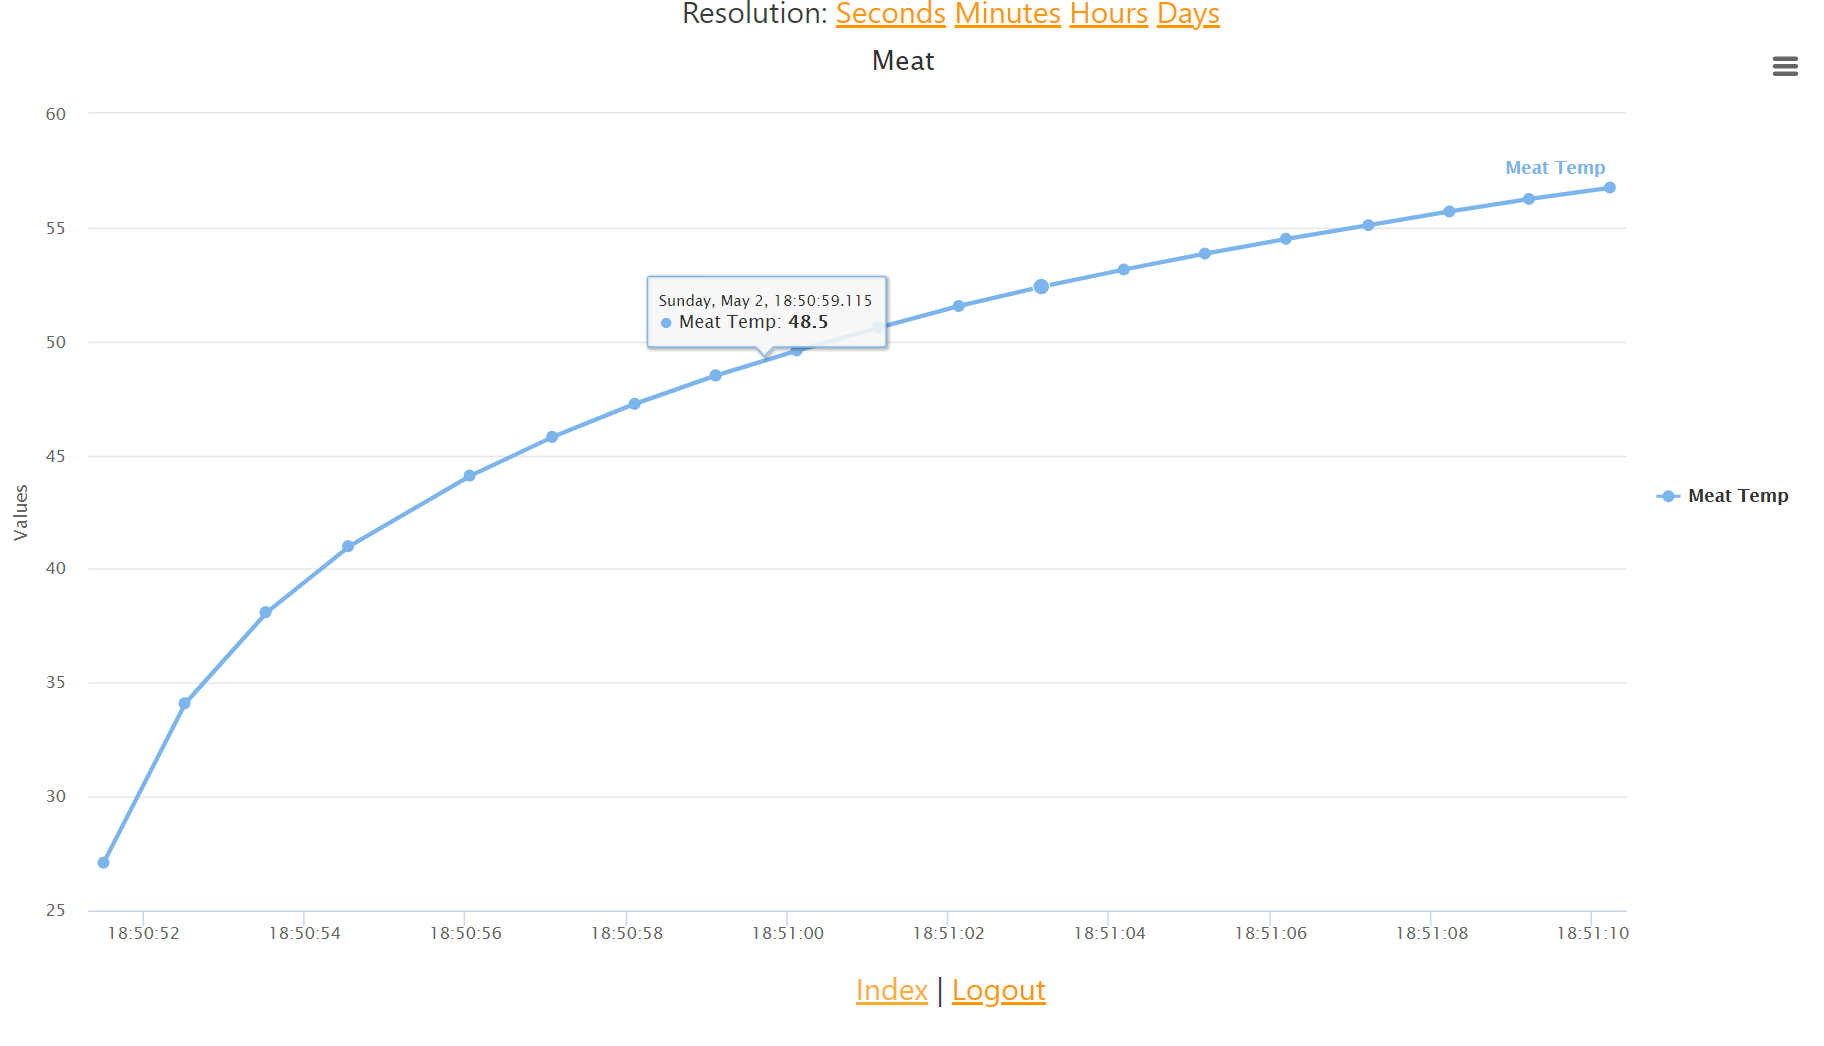 Resolution: Seconds Minutes Hours Days
Meat
60
Meat Temp
55
Sunday, May 2, 18:50:59.115
Meat Temp: 48.5
50
45
Values
Meat Temp
40
35
30
25
18:50:52 18:50:54 18:50:56 18:50:58 18:51:00 18:51:02 18:51:04 18:51:06 18:51:08 18:51:10
Index | Logout